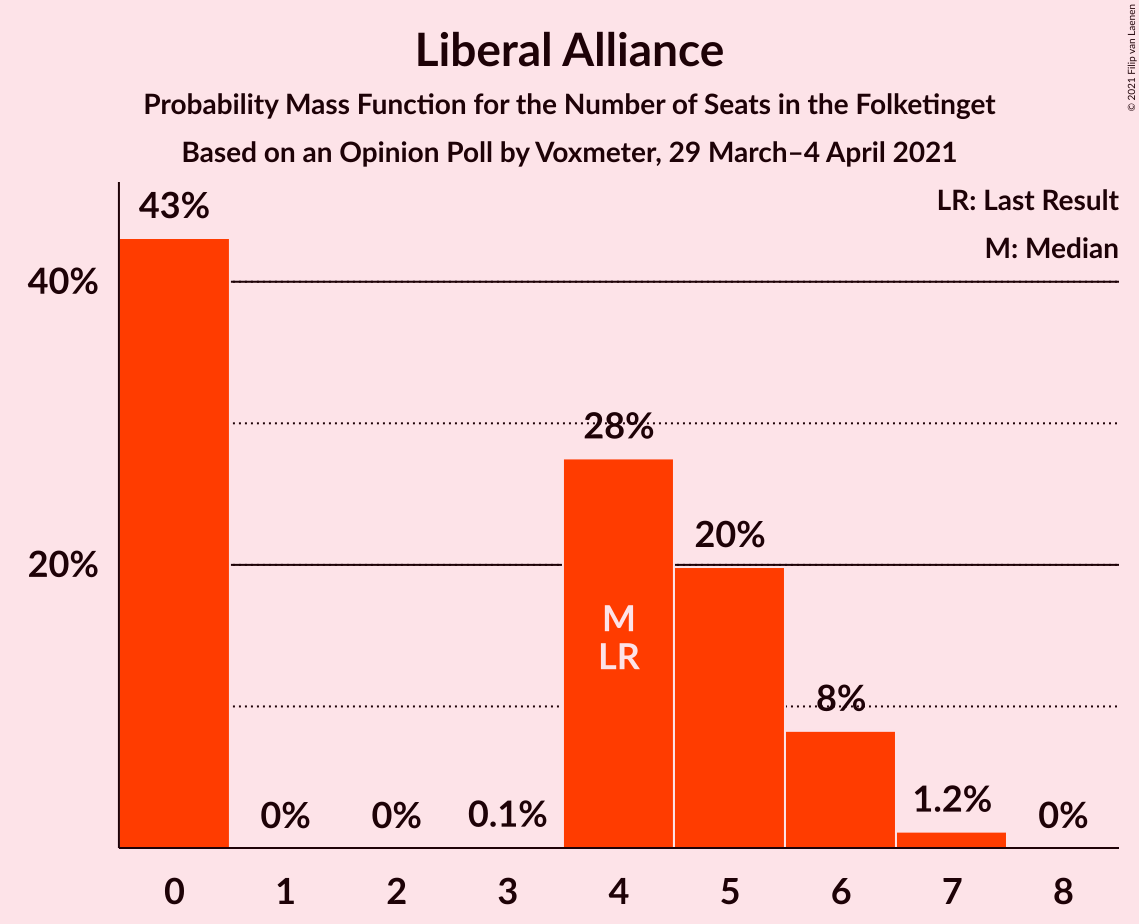 Liberal Alliance
Probability Mass Function for the Number of Seats in the Folketinget
Based on an Opinion Poll by Voxmeter, 29 March–4 April 2021
© 2021 Filip van Laenen
LR: Last Result
M: Median
43%
40%
28%
20%
20%
M
LR
8%
0%
0%
0.1%
1.2%
0%
0
1
2
3
4
5
6
7
8